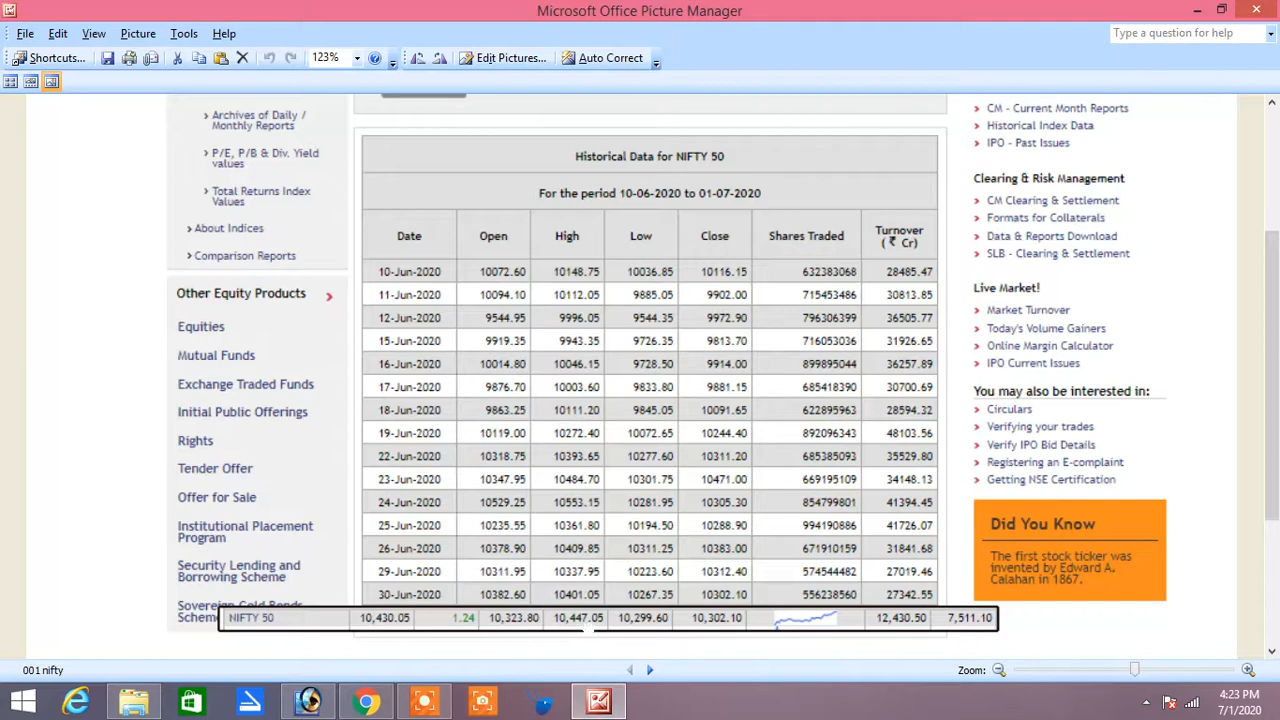 Microsoft Office Picture Manager
File Edit View Picture Tools Help
Type a question for help
Shortcuts...
123%
Edit Pictures...
Auto Correct
Archives of Daily /
Monthly Reports
P/E, P/B & Div. Yield
values
Total Returns Index
Values
About Indices
Comparison Reports
Other Equity Products
Equities
Mutual Funds
Exchange Traded Funds
Initial Public Offerings
Rights
Tender Offer
Offer for Sale
Institutional Placement
Program
Security Lending and
Borrowing Scheme
Sovereign Gold Bonds
Scheme
Historical Data for NIFTY 50
For the period 10-06-2020 to 01-07-2020
Date Open High Low Close Shares Traded Turnover
( ₹ Cr)
10-Jun-2020 10072.60 10148.75 10036.85 10116.15 632383068 28485.47
11-Jun-2020 10094.10 10112.05 9885.05 9902.00 715453486 30813.85
12-Jun-2020 9544.95 9996.05 9544.35 9972.90 796306399 36505.77
15-Jun-2020 9919.35 9943.35 9726.35 9813.70 716053036 31926.65
16-Jun-2020 10014.80 10046.15 9728.50 9914.00 899895044 36257.89
17-Jun-2020 9876.70 10003.60 9833.80 9881.15 685418390 30700.69
18-Jun-2020 9863.25 10111.20 9845.05 10091.65 622895963 28594.32
19-Jun-2020 10119.00 10272.40 10072.65 10244.40 892096343 48103.56
22-Jun-2020 10318.75 10393.65 10277.60 10311.20 685385093 35529.80
23-Jun-2020 10347.95 10484.70 10301.75 10471.00 669195109 34148.13
24-Jun-2020 10529.25 10553.15 10281.95 10305.30 854799801 41394.45
25-Jun-2020 10235.55 10361.80 10194.50 10288.90 994190886 41726.07
26-Jun-2020 10378.90 10409.85 10311.25 10383.00 671910159 31841.68
29-Jun-2020 10311.95 10337.95 10223.60 10312.40 574544482 27019.46
30-Jun-2020 10382.60 10401.05 10267.35 10302.10 556238560 27342.55
NIFTY 50 10,430.05 1.24 10,323.80 10,447.05 10,299.60 10,302.10 12,430.50 7,511.10
CM - Current Month Reports
Historical Index Data
IPO - Past Issues
Clearing & Risk Management
CM Clearing & Settlement
Formats for Collaterals
Data & Reports Download
SLB - Clearing & Settlement
Live Market!
Market Turnover
Today's Volume Gainers
Online Margin Calculator
IPO Current Issues
You may also be interested in:
Circulars
Verifying your trades
Verify IPO Bid Details
Registering an E-complaint
Getting NSE Certification
Did You Know
The first stock ticker was
invented by Edward A.
Calahan in 1867.
001 nifty
Zoom:
4:23 PM
7/1/2020